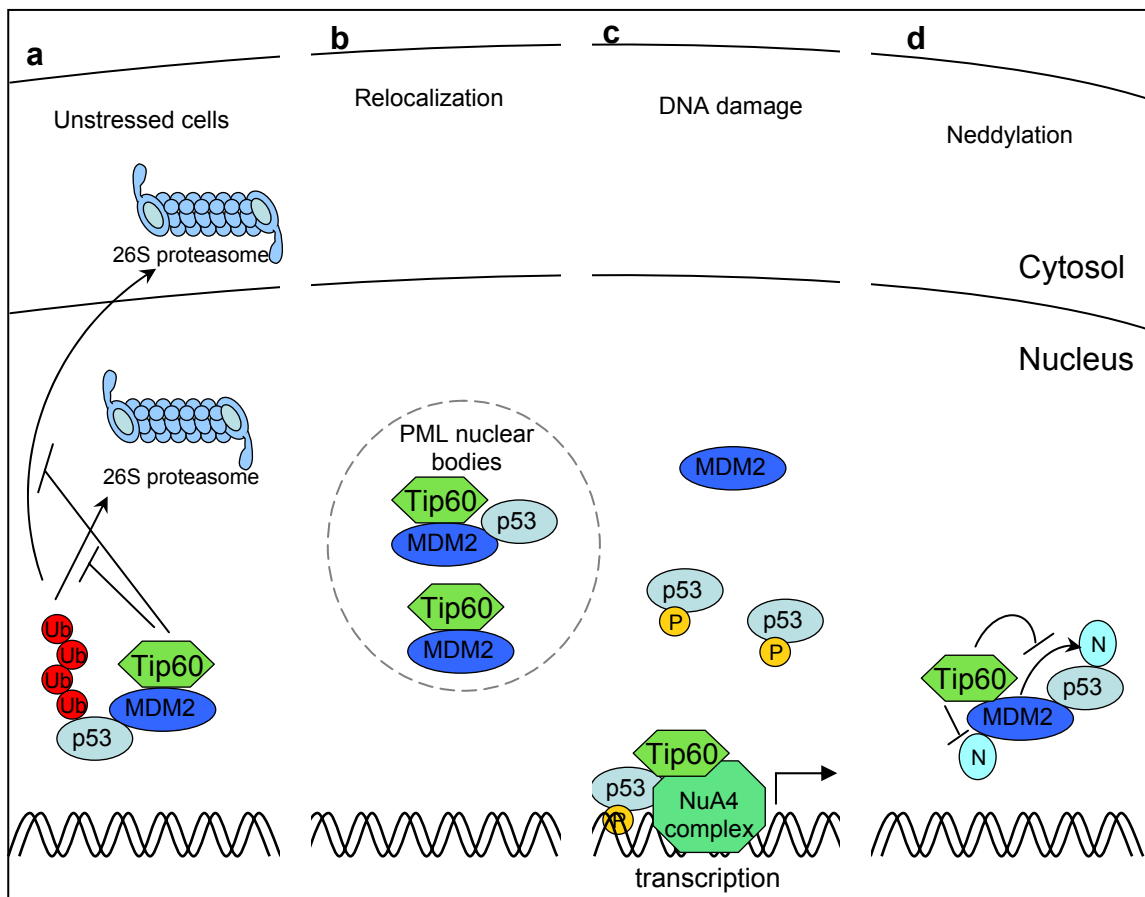 a
Unstressed cells
26S proteasome
26S proteasome
Ub
Ub
Ub
Ub
Tip60
MDM2
p53
b
Relocalization
PML nuclear
bodies
Tip60
p53
MDM2
Tip60
MDM2
c
DNA damage
MDM2
p53
P
p53
P
Tip60
p53
P
NuA4
complex
transcription
d
Neddylation
Cytosol
Nucleus
N
Tip60
p53
MDM2
N